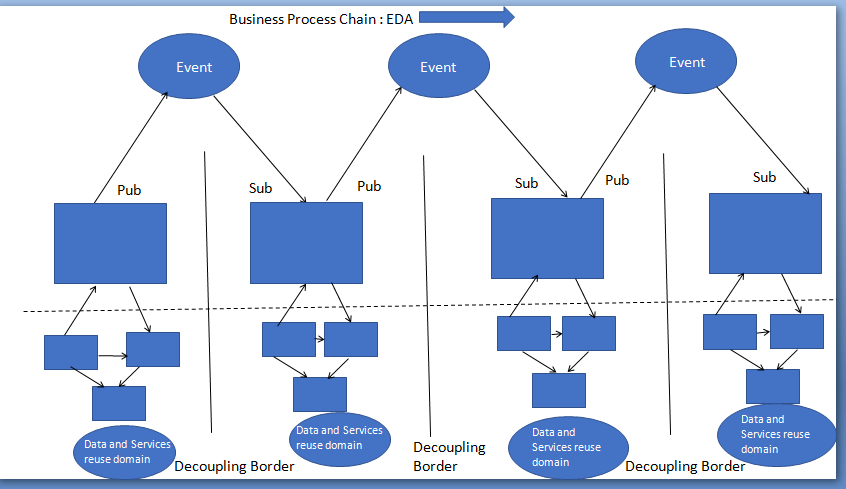 Business Process Chain : EDA
Event
Event
Event
Pub
Sub
Pub
Sub
Pub
Sub
Data and Services
reuse domain
Decoupling Border
Data and Services
reuse domain
Decoupling
Border
Data and
Services reuse
domain
Decoupling Border
Data and
Services reuse
domain